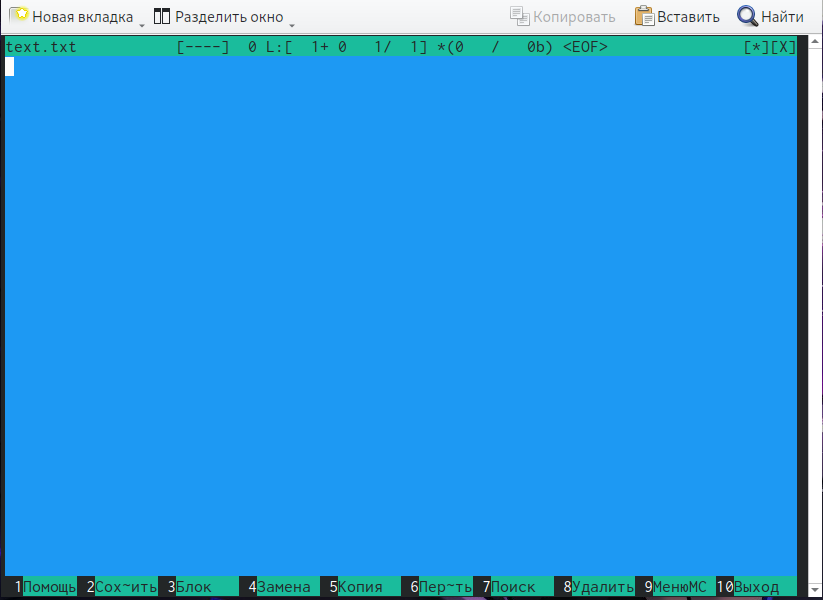 Новая вкладка Разделить окно Копировать Вставить Найти
text.txt [----] 0 L:[ 1+ 0 1/ 1] *(0 / 0b) <EOF> [*][X]
1Помощь 2Сох~ить 3Блок 4Замена 5Копия 6Пер~ть 7Поиск 8Удалить 9МенюMC 10Выход